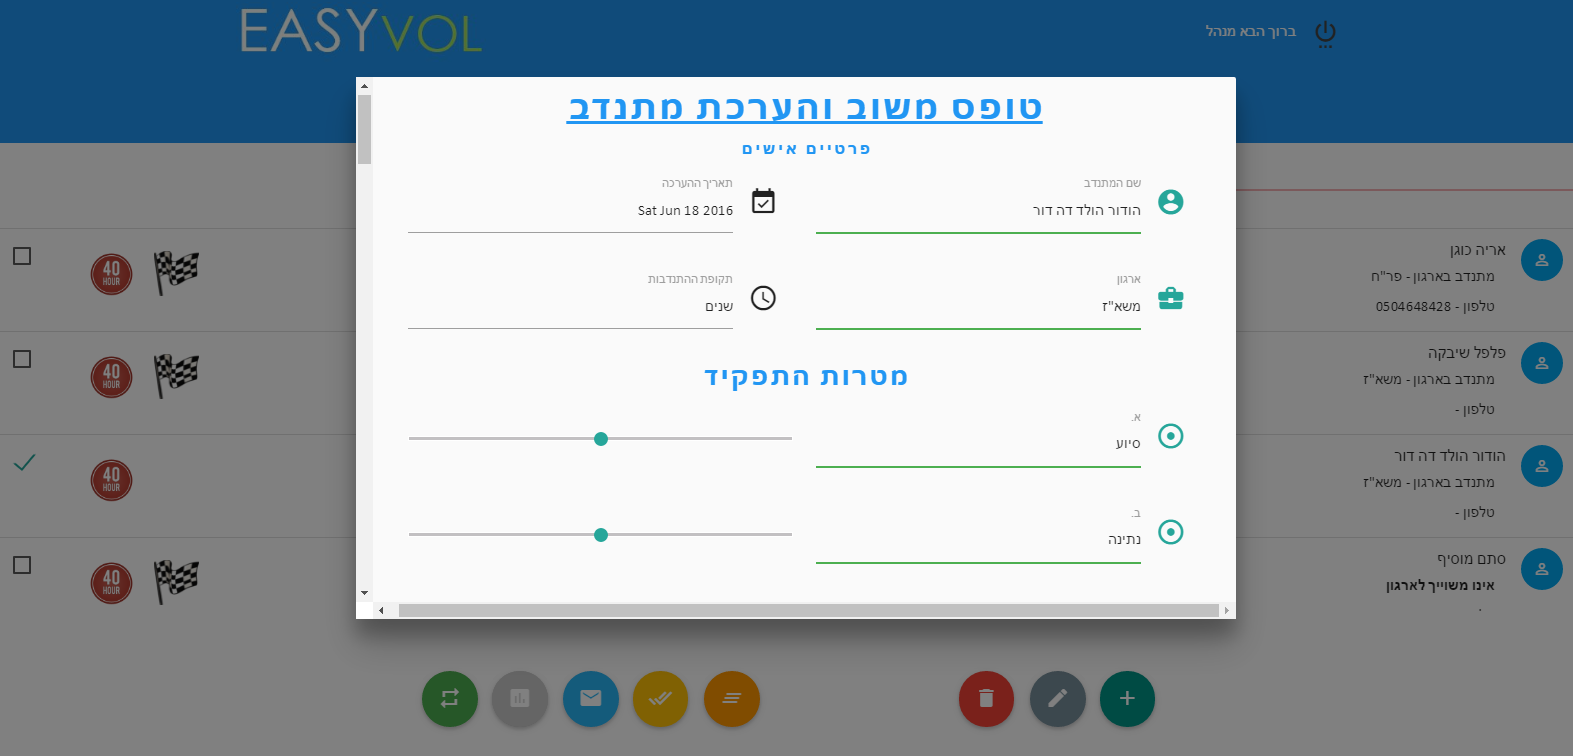 EASYVOL
ברוך הבא מנהל
טופס משוב והערכת מתנדב
פרטיים אישים
שם המתנדב
הודור הולד דה דור
תאריך ההערכה
Sat Jun 18 2016
ארגון
משא"ז
תקופת ההתנדבות
שנים
מטרות התפקיד
א.
סיוע
ב.
נתינה
אריה כוגן
מתנדב בארגון - פר"ח
טלפון - 0504648428
40
HOUR
פלפל שיבקה
מתנדב בארגון - משא"ז
טלפון -
40
HOUR
הודור הולד דה דור
מתנדב בארגון - משא"ז
טלפון -
40
HOUR
סתם מוסיף
אינו משוייך לארגון
40
HOUR